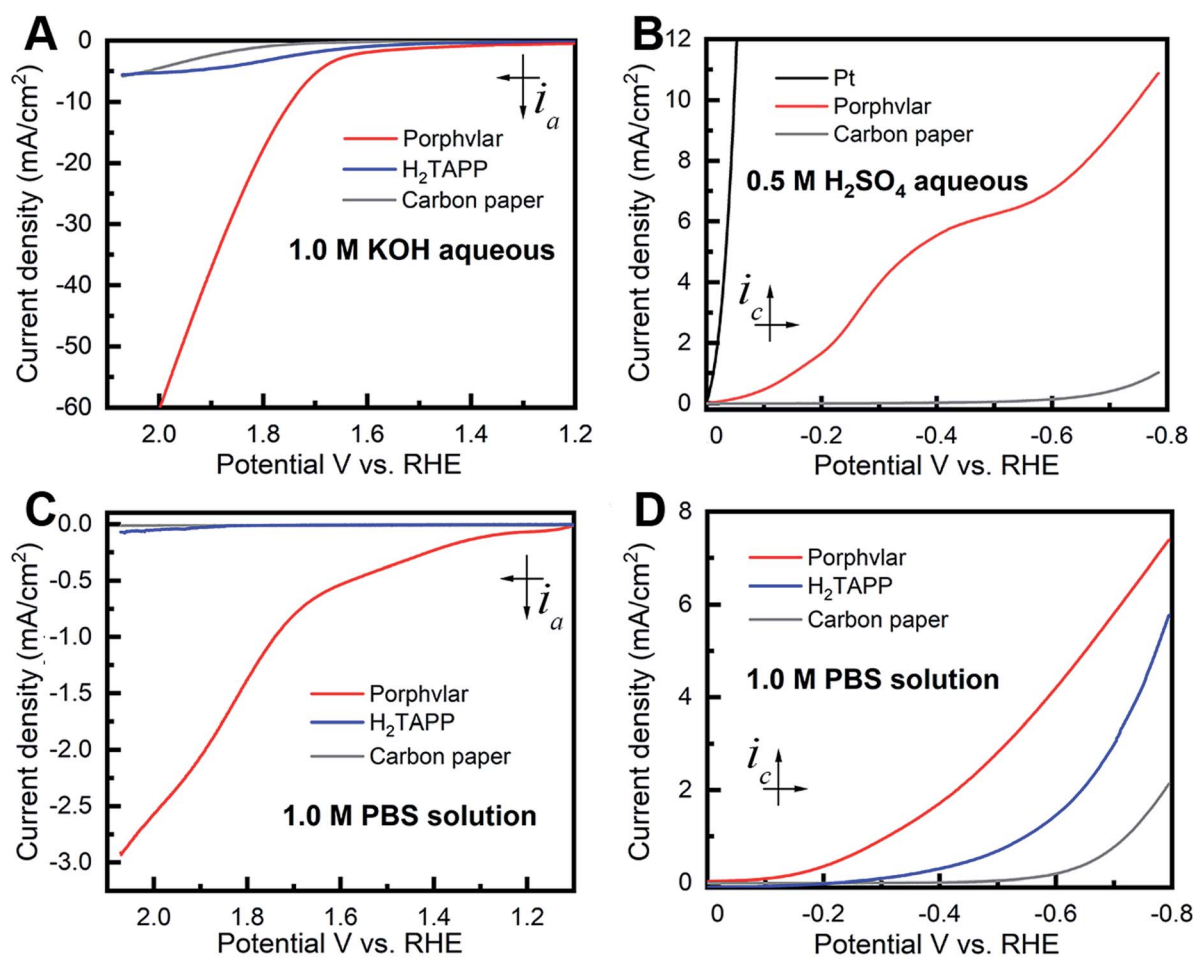 A
Current density (mA/cm²)
0
-10
-20
-30
-40
-50
-60
2.0 1.8 1.6 1.4 1.2
Potential V vs. RHE
iₐ
Porphvlar
H₂TAPP
Carbon paper
1.0 M KOH aqueous
B
Current density (mA/cm²)
12
10
8
6
4
2
0
0 -0.2 -0.4 -0.6 -0.8
Potential V vs. RHE
Pt
Porphvlar
Carbon paper
0.5 M H₂SO₄ aqueous
i_c
C
Current density (mA/cm²)
0.0
-0.5
-1.0
-1.5
-2.0
-2.5
-3.0
2.0 1.8 1.6 1.4 1.2
Potential V vs. RHE
iₐ
Porphvlar
H₂TAPP
Carbon paper
1.0 M PBS solution
D
Current density (mA/cm²)
8
6
4
2
0
0 -0.2 -0.4 -0.6 -0.8
Potential V vs. RHE
Porphvlar
H₂TAPP
Carbon paper
1.0 M PBS solution
i_c